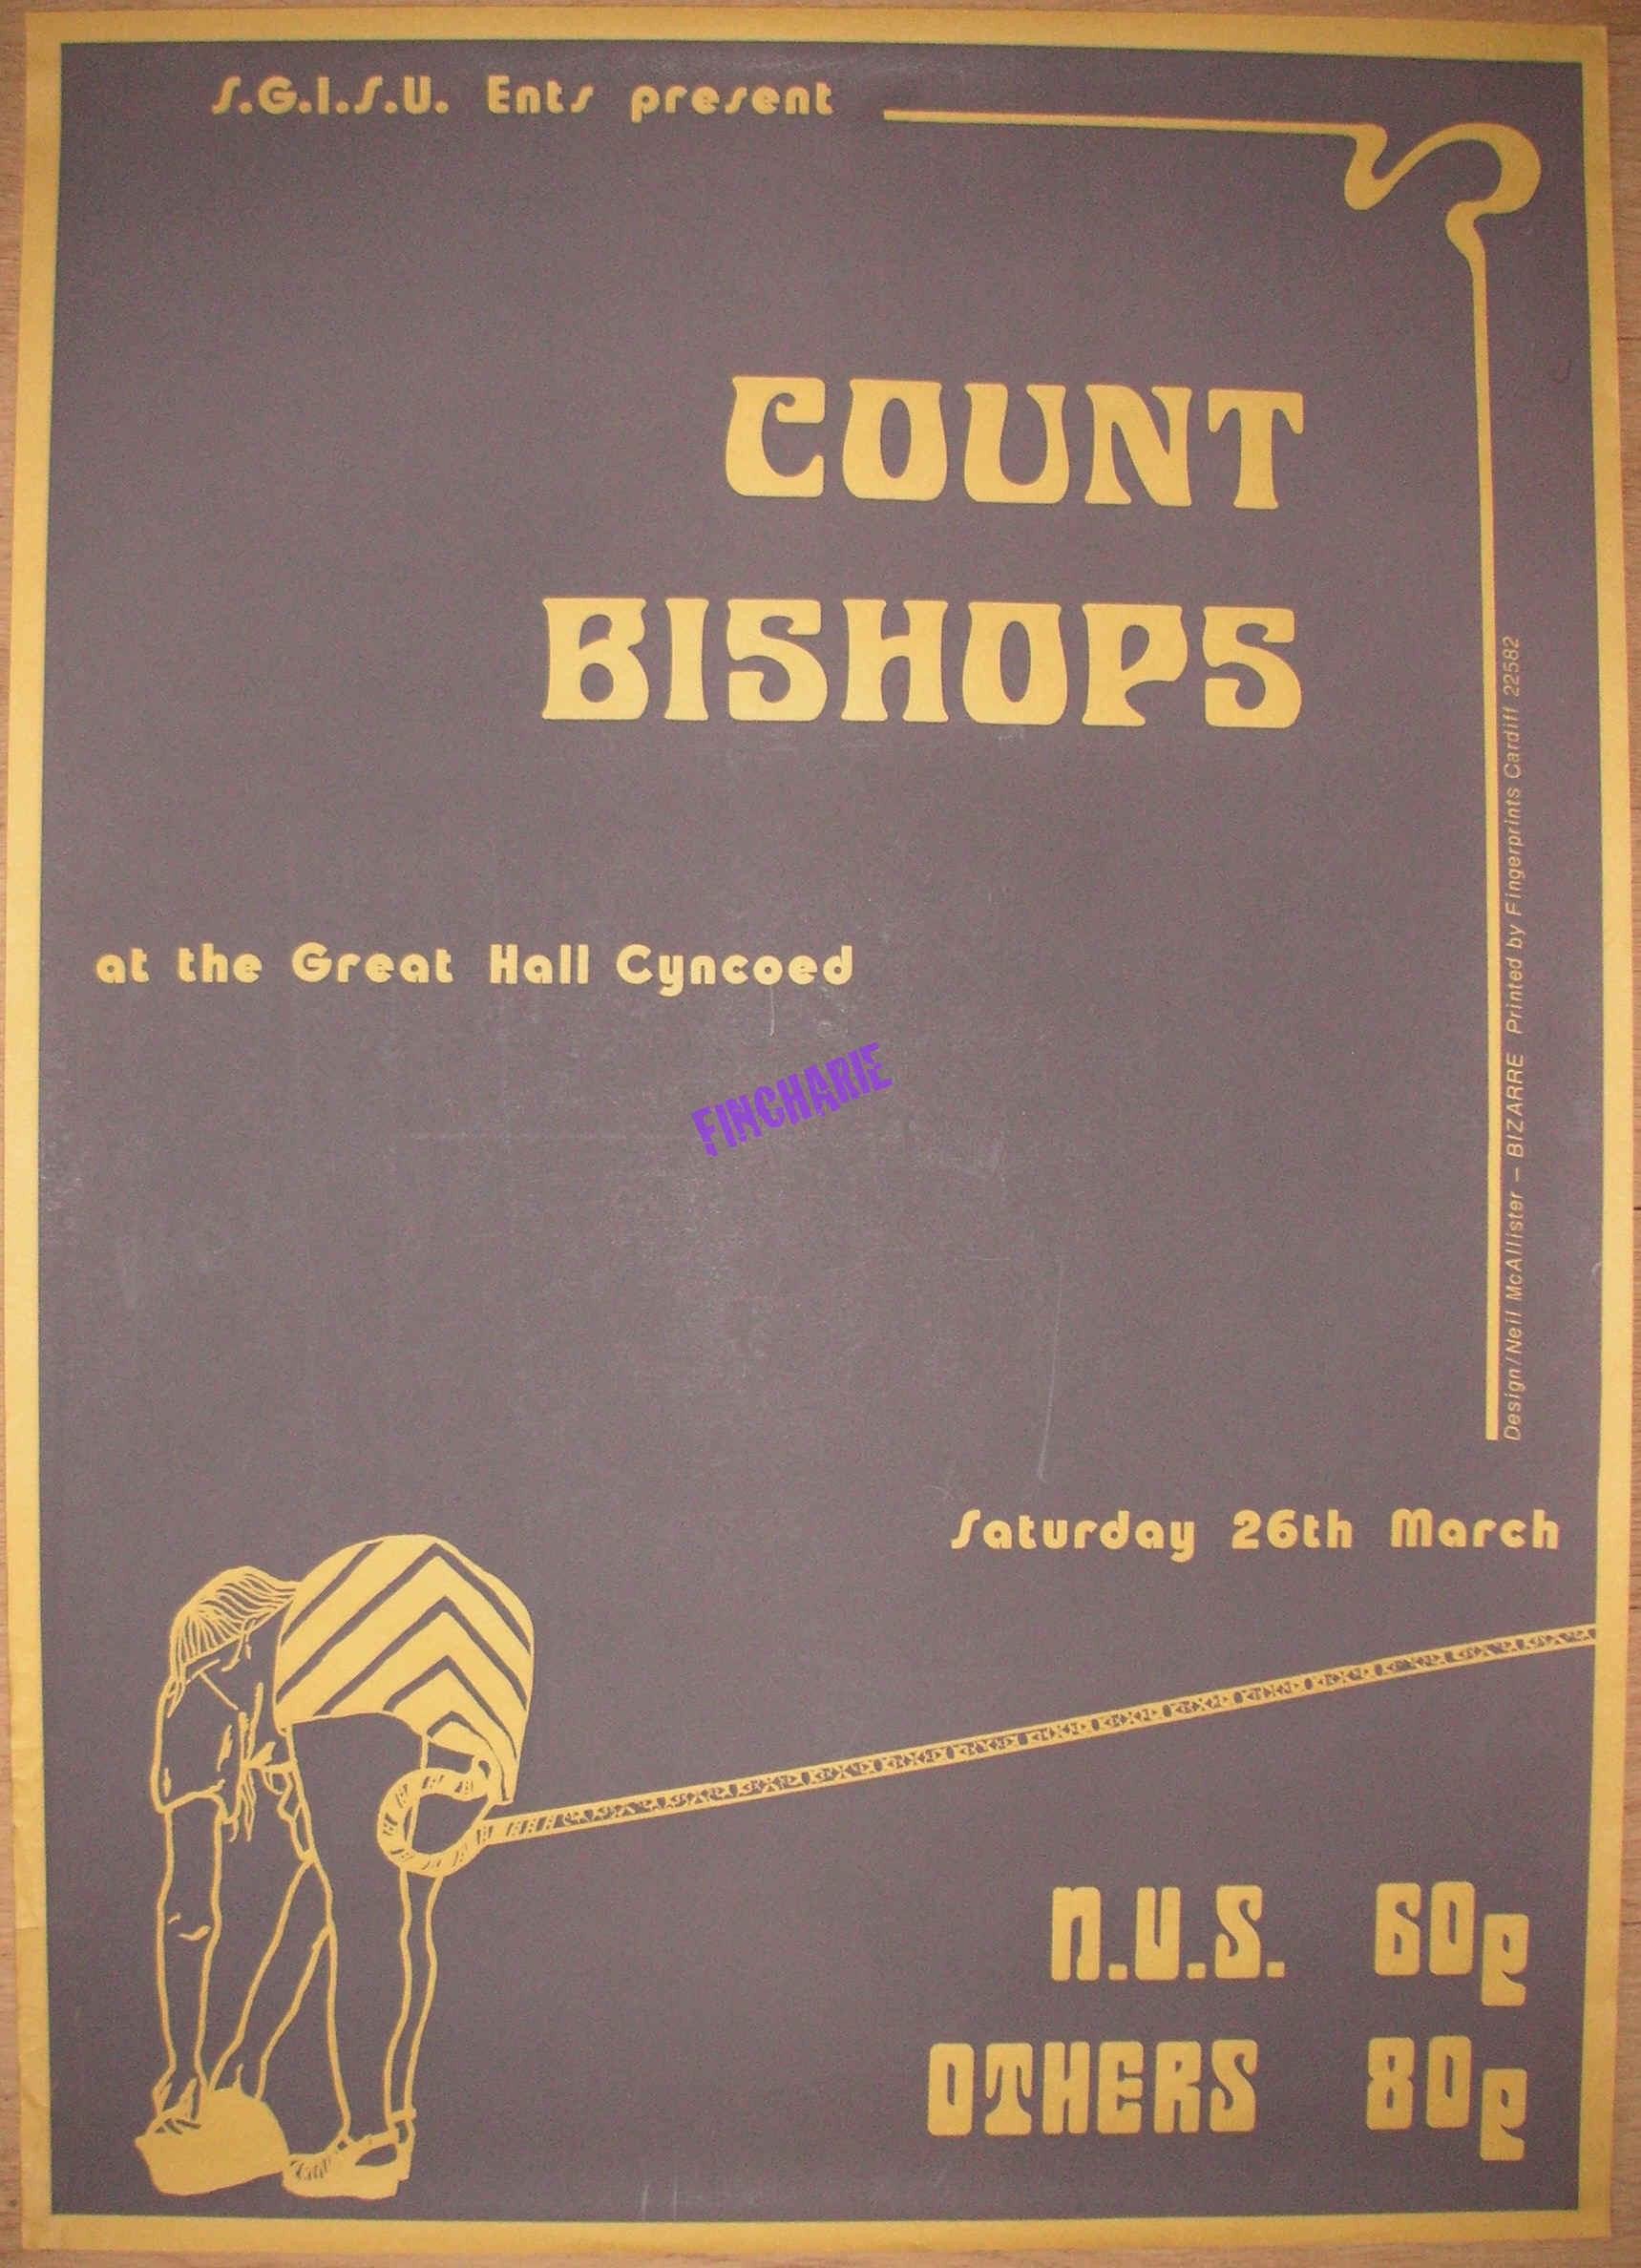 S.G.I.S.U. Ents present
COUNT
BISHOPS
at the Great Hall Cyncoed
FINCHARIE
Design/Neil McAllister – BIZARRE Printed by Fingerprints Cardiff 22582
Saturday 26th March
N.U.S. 60p
OTHERS 80p